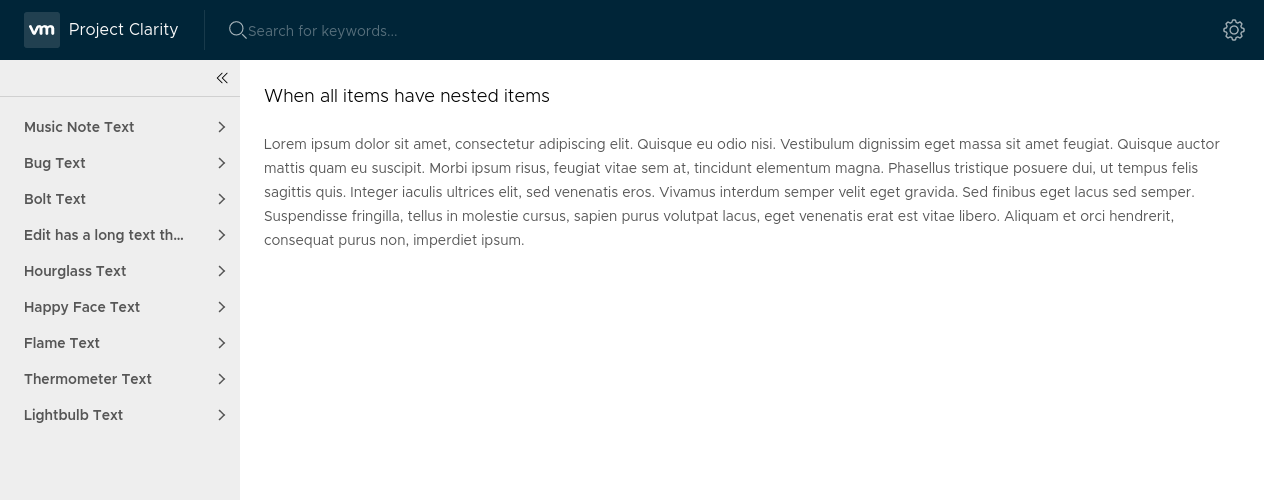 vm Project Clarity Search for keywords...
When all items have nested items
Music Note Text
Bug Text
Bolt Text
Edit has a long text th...
Hourglass Text
Happy Face Text
Flame Text
Thermometer Text
Lightbulb Text
Lorem ipsum dolor sit amet, consectetur adipiscing elit. Quisque eu odio nisi. Vestibulum dignissim eget massa sit amet feugiat. Quisque auctor
mattis quam eu suscipit. Morbi ipsum risus, feugiat vitae sem at, tincidunt elementum magna. Phasellus tristique posuere dui, ut tempus felis
sagittis quis. Integer iaculis ultrices elit, sed venenatis eros. Vivamus interdum semper velit eget gravida. Sed finibus eget lacus sed semper.
Suspendisse fringilla, tellus in molestie cursus, sapien purus volutpat lacus, eget venenatis erat est vitae libero. Aliquam et orci hendrerit,
consequat purus non, imperdiet ipsum.